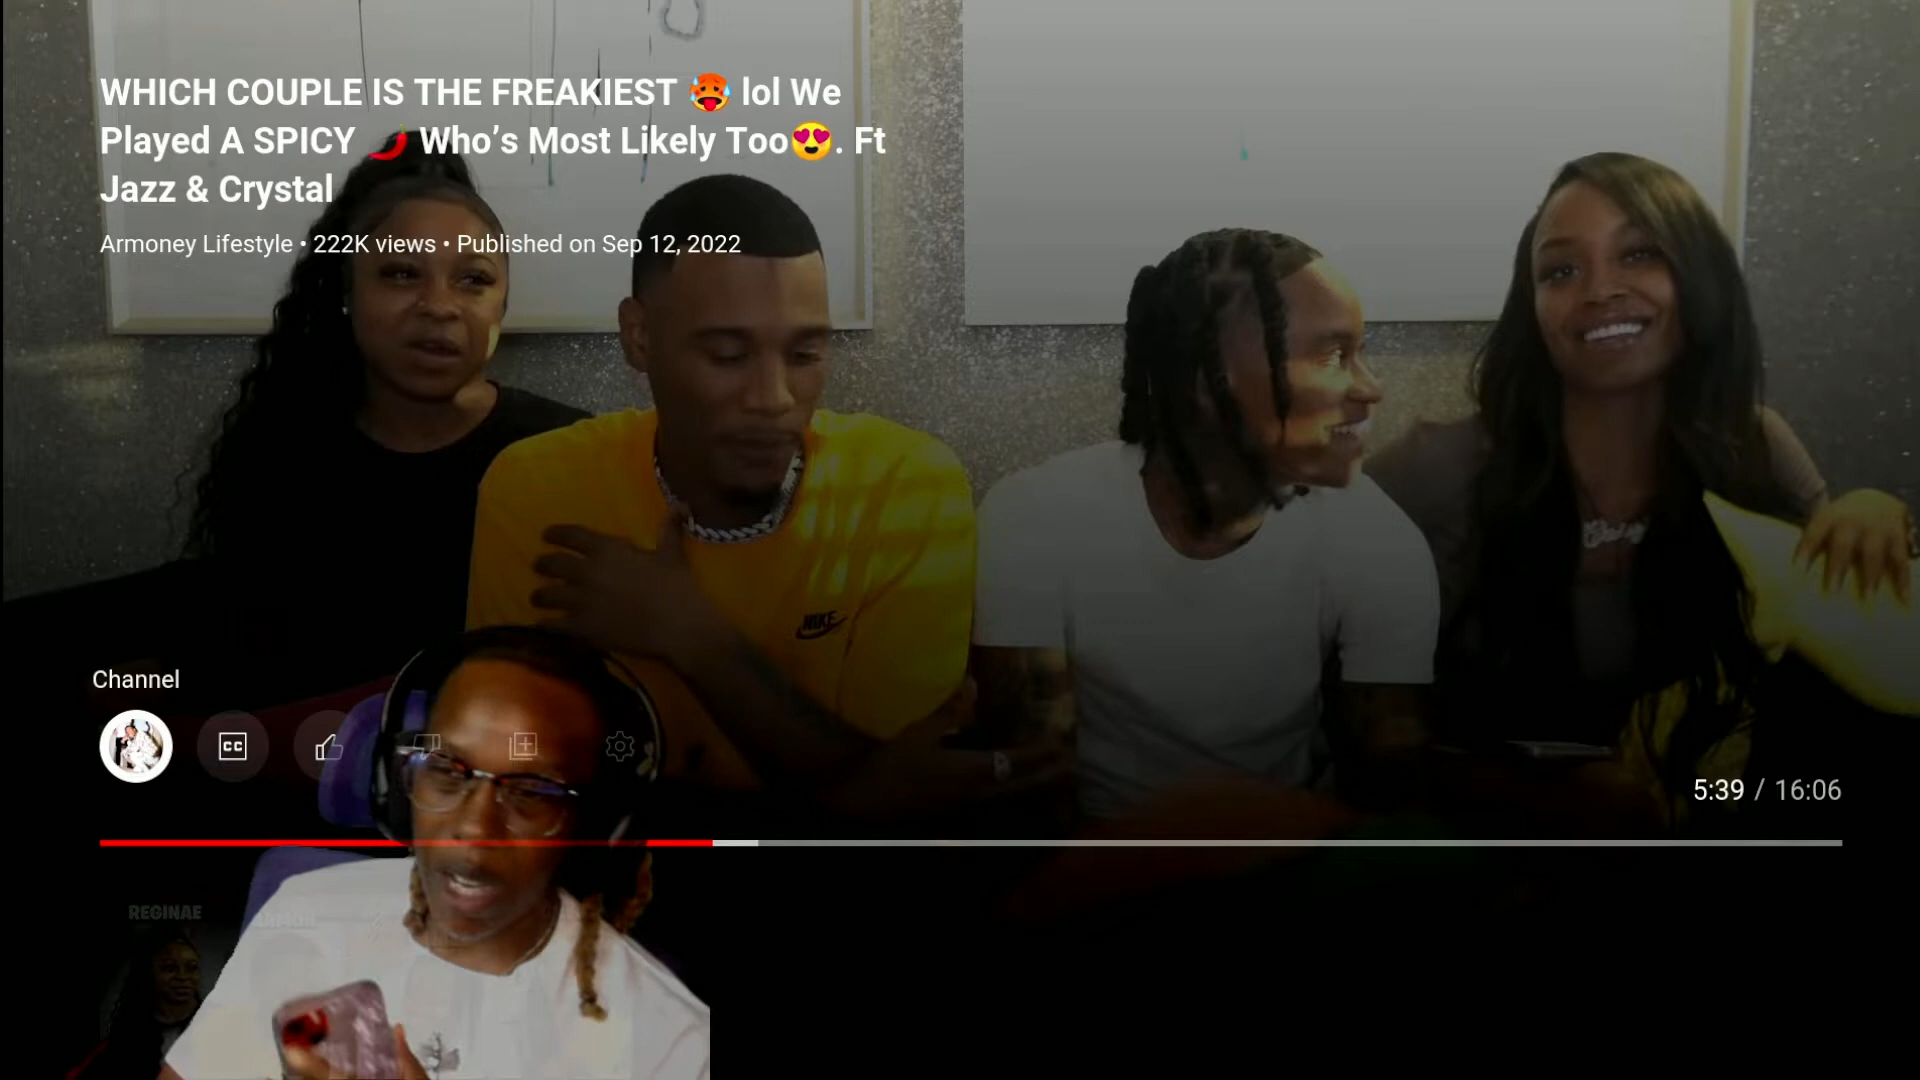 WHICH COUPLE IS THE FREAKIEST 🥵 lol We
Played A SPICY 🌶️ Who’s Most Likely Too😍. Ft
Jazz & Crystal
Armoney Lifestyle • 222K views • Published on Sep 12, 2022
NIKE
Channel
CC
5:39 / 16:06
REGINAE